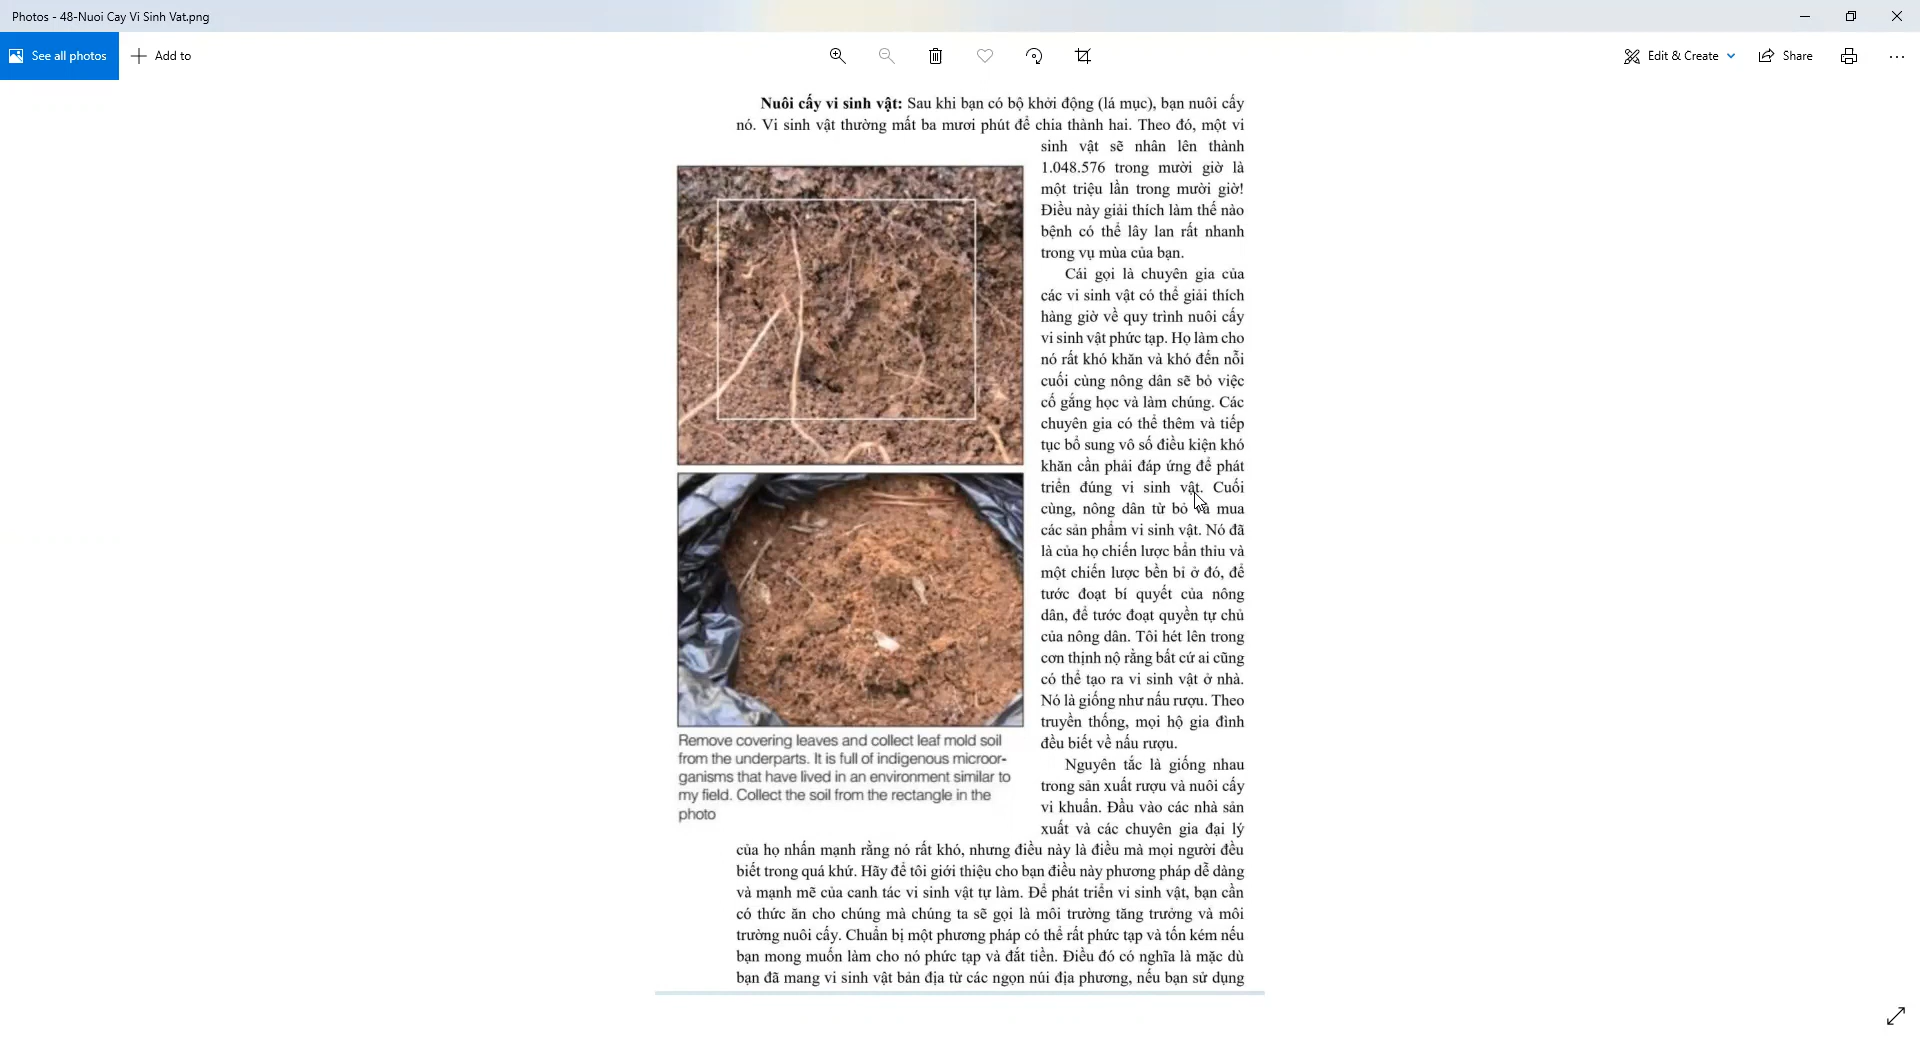 Photos - 48-Nuoi Cay Vi Sinh Vat.png
See all photos
Add to
Edit & Create
Share
Nuôi cấy vi sinh vật: Sau khi bạn có bộ khởi động (lá mục), bạn nuôi cấy
nó. Vi sinh vật thường mất ba mươi phút để chia thành hai. Theo đó, một vi
sinh vật sẽ nhân lên thành
1.048.576 trong mười giờ là
một triệu lần trong mười giờ!
Điều này giải thích làm thế nào
bệnh có thể lây lan rất nhanh
trong vụ mùa của bạn.
Cái gọi là chuyên gia của
các vi sinh vật có thể giải thích
hàng giờ về quy trình nuôi cấy
vi sinh vật phức tạp. Họ làm cho
nó rất khó khăn và khó đến nỗi
cuối cùng nông dân sẽ bỏ việc
cố gắng học và làm chúng. Các
chuyên gia có thể thêm và tiếp
tục bổ sung vô số điều kiện khó
khăn cần phải đáp ứng để phát
triển đúng vi sinh vật. Cuối
cùng, nông dân từ bỏ và mua
các sản phẩm vi sinh vật. Nó đã
là của họ chiến lược bẩn thỉu và
một chiến lược bền bỉ ở đó, để
tước đoạt bí quyết của nông
dân, để tước đoạt quyền tự chủ
của nông dân. Tôi hét lên trong
cơn thịnh nộ rằng bất cứ ai cũng
có thể tạo ra vi sinh vật ở nhà.
Nó là giống như nấu rượu. Theo
truyền thống, mọi hộ gia đình
đều biết về nấu rượu.
Nguyên tắc là giống nhau
trong sản xuất rượu và nuôi cấy
vi khuẩn. Đầu vào các nhà sản
xuất và các chuyên gia đại lý
Remove covering leaves and collect leaf mold soil
from the underparts. It is full of indigenous microor-
ganisms that have lived in an environment similar to
my field. Collect the soil from the rectangle in the
photo
của họ nhấn mạnh rằng nó rất khó, nhưng điều này là điều mà mọi người đều
biết trong quá khứ. Hãy để tôi giới thiệu cho bạn điều này phương pháp dễ dàng
và mạnh mẽ của canh tác vi sinh vật tự làm. Để phát triển vi sinh vật, bạn cần
có thức ăn cho chúng mà chúng ta sẽ gọi là môi trường tăng trưởng và môi
trường nuôi cấy. Chuẩn bị một phương pháp có thể rất phức tạp và tốn kém nếu
bạn mong muốn làm cho nó phức tạp và đắt tiền. Điều đó có nghĩa là mặc dù
bạn đã mang vi sinh vật bản địa từ các ngọn núi địa phương, nếu bạn sử dụng